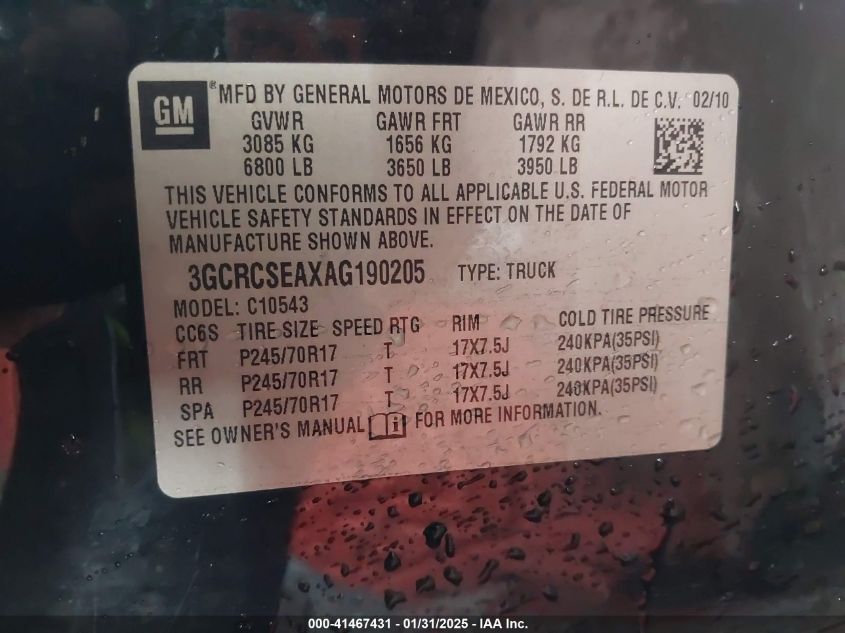 GM ® MFD BY GENERAL MOTORS DE MEXICO, S. DE R.L. DE C.V. 02/10
GVWR GAWR FRT GAWR RR
3085 KG 1656 KG 1792 KG
6800 LB 3650 LB 3950 LB
THIS VEHICLE CONFORMS TO ALL APPLICABLE U.S. FEDERAL MOTOR
VEHICLE SAFETY STANDARDS IN EFFECT ON THE DATE OF
MANUFACTURE SHOWN ABOVE.
3GCRCSEAXAG190205 TYPE: TRUCK
MODEL: C10543
CC6S TIRE SIZE SPEED RTG RIM COLD TIRE PRESSURE
FRT P245/70R17 T 17X7.5J 240KPA(35PSI)
RR P245/70R17 T 17X7.5J 240KPA(35PSI)
SPA P245/70R17 T 17X7.5J 240KPA(35PSI)
SEE OWNER'S MANUAL i FOR MORE INFORMATION.
000-41467431 - 01/31/2025 - IAA Inc.